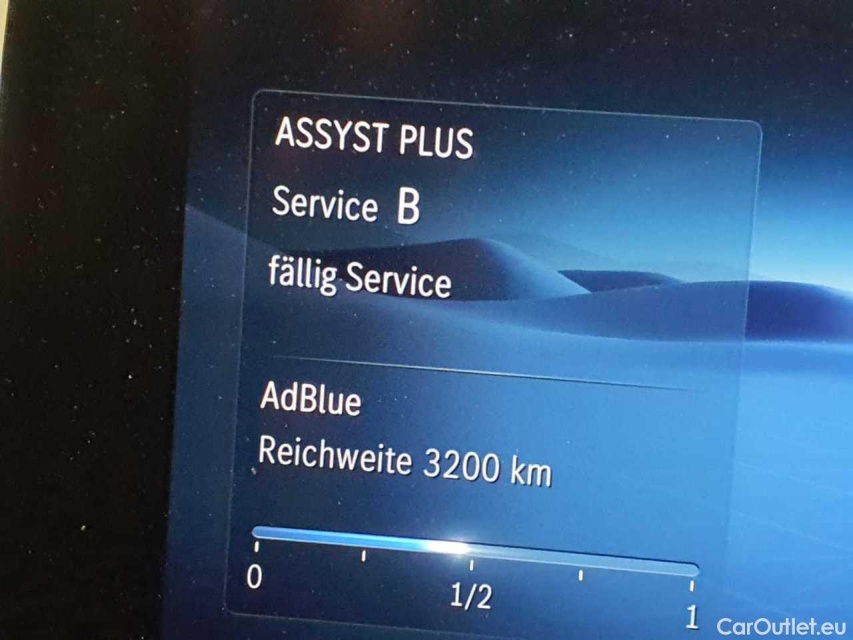 ASSYST PLUS
Service B
fällig Service
AdBlue
Reichweite 3200 km
0 1/2 1
CarOutlet.eu